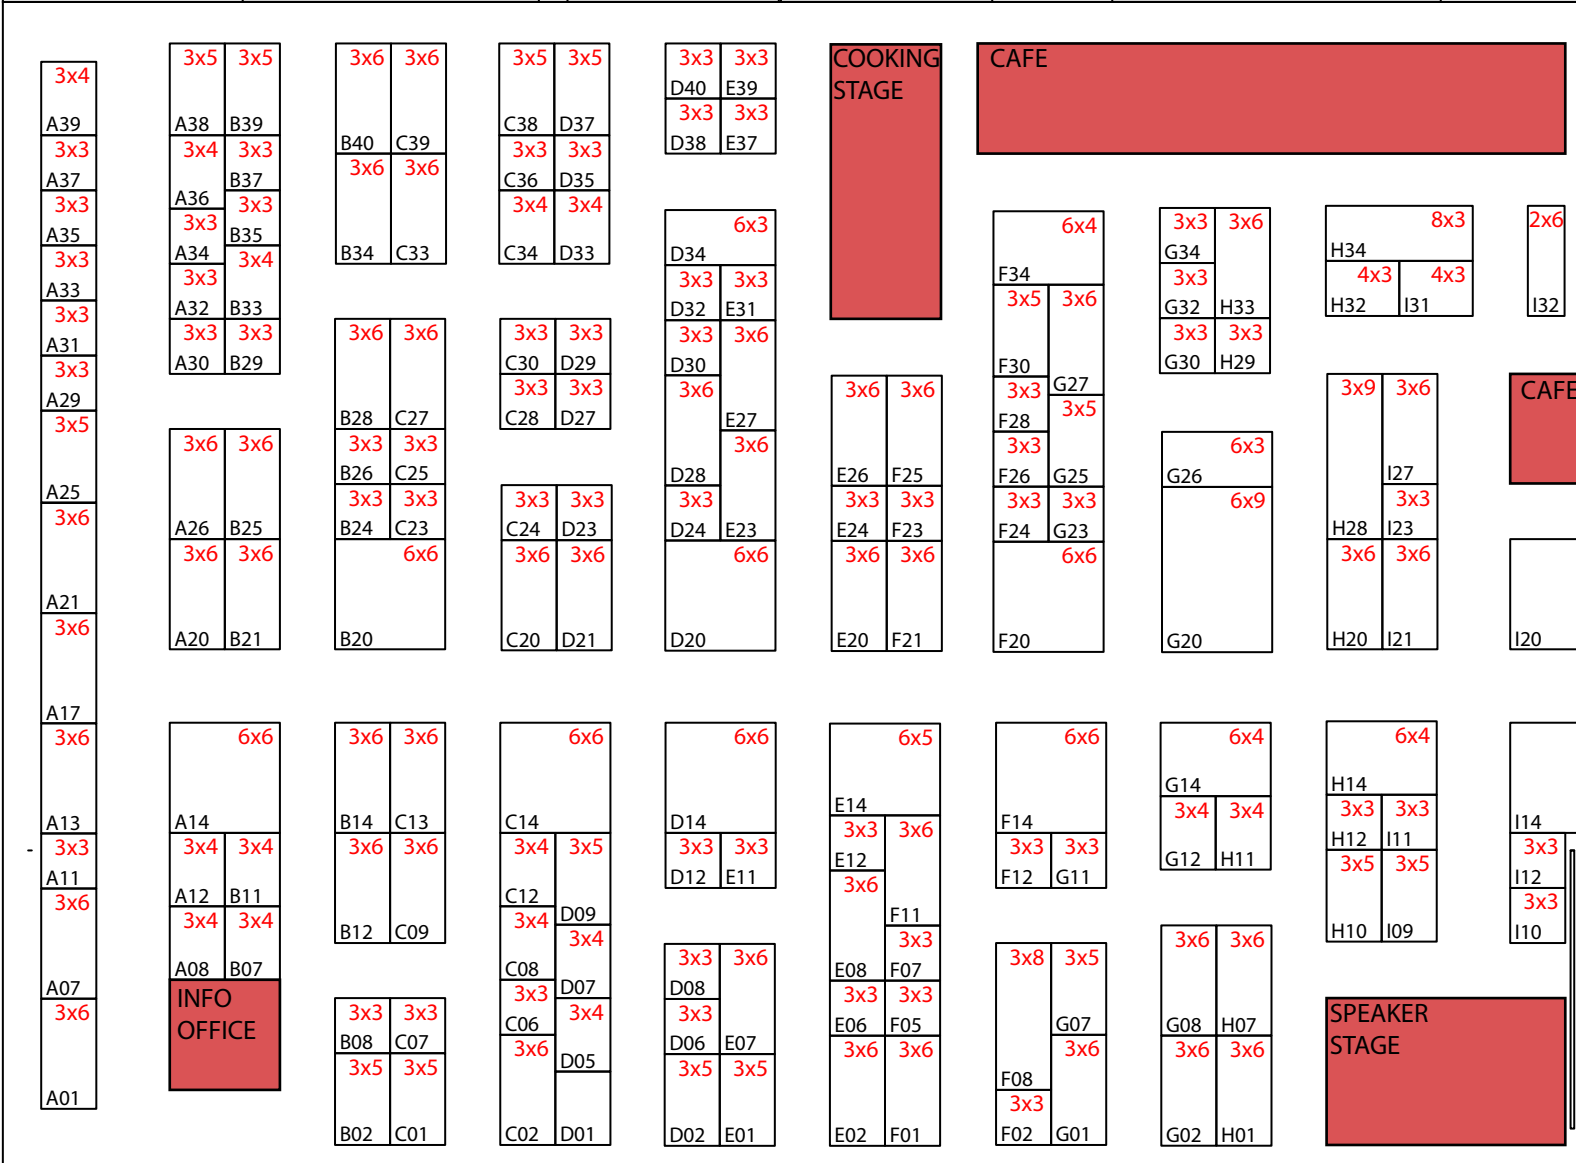 3x4
A39
3x3
A37
3x3
A35
3x3
A33
3x3
A31
3x3
A29
3x5
A25
3x6
A21
3x6
A17
3x6
A13
-
3x3
A11
3x6
A07
3x6
A01
3x5 3x5
A38 B39
3x4 3x3
B37
A36
3x3
3x3
B35
A34
3x4
3x3
A32 B33
3x3 3x3
A30 B29
3x6 3x6
A26 B25
3x6 3x6
A20 B21
6x6
A14
3x4 3x4
A12 B11
3x4 3x4
A08 B07
INFO
OFFICE
3x6 3x6
B40 C39
3x6 3x6
B34 C33
3x6 3x6
B28 C27
3x3 3x3
B26 C25
3x3 3x3
B24 C23
6x6
B20
3x6 3x6
B14 C13
3x6 3x6
B12 C09
3x3 3x3
B08 C07
3x5 3x5
B02 C01
3x5 3x5
C38 D37
3x3 3x3
C36 D35
3x4 3x4
C34 D33
3x3 3x3
C30 D29
3x3 3x3
C28 D27
3x3 3x3
C24 D23
3x6 3x6
C20 D21
6x6
C14
3x4 3x5
C12
D09
3x4
3x4
C08
D07
3x3
3x4
C06
3x6
D05
C02 D01
3x3 3x3
D40 E39
3x3 3x3
D38 E37
6x3
D34
3x3 3x3
D32 E31
3x3 3x6
D30
3x6
E27
3x6
D28
3x3
D24 E23
6x6
D20
6x6
D14
3x3 3x3
D12 E11
3x3 3x6
D08
3x3
D06 E07
3x5 3x5
D02 E01
COOKING
STAGE
3x6 3x6
E26 F25
3x3 3x3
E24 F23
3x6 3x6
E20 F21
6x5
E14
3x3 3x6
E12
3x6
F11
3x3
E08 F07
3x3 3x3
E06 F05
3x6 3x6
E02 F01
CAFE
6x4
F34
3x5 3x6
F30
G27
3x3
3x5
F28
3x3
F26 G25
3x3 3x3
F24 G23
6x6
F20
6x6
F14
3x3 3x3
F12 G11
3x8 3x5
G07
3x6
F08
3x3
F02 G01
3x3 3x6
G34
3x3
G32 H33
3x3 3x3
G30 H29
6x3
G26
6x9
G20
6x4
G14
3x4 3x4
G12 H11
3x6 3x6
G08 H07
3x6 3x6
G02 H01
8x3
H34
4x3 4x3
H32 I31
3x9 3x6
I27
3x3
H28 I23
3x6 3x6
H20 I21
6x4
H14
3x3 3x3
H12 I11
3x5 3x5
H10 I09
SPEAKER
STAGE
2x6
I32
CAFE
I20
I14
3x3
I12
3x3
I10